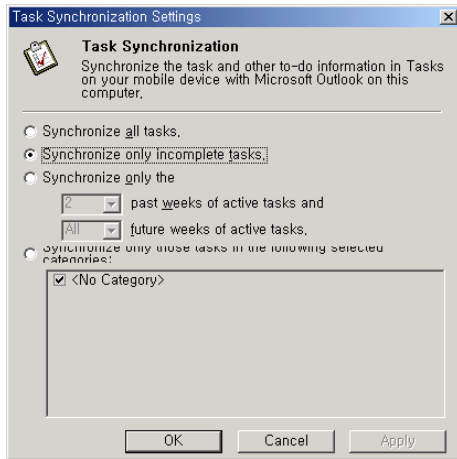 Task Synchronization Settings
Task Synchronization
Synchronize the task and other to-do information in Tasks
on your mobile device with Microsoft Outlook on this
computer,
Synchronize all tasks,
Synchronize only incomplete tasks,
Synchronize only the
2 past weeks of active tasks and
All future weeks of active tasks,
Synchronize only those tasks in the following selected
categories:
<No Category>
OK Cancel Apply